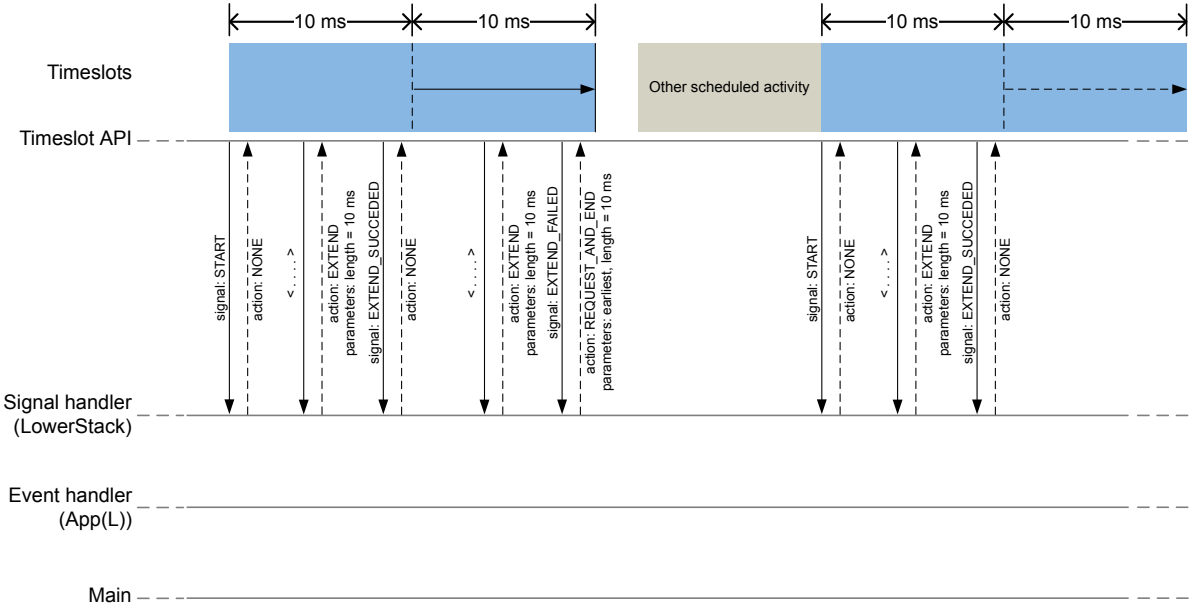 10 ms
10 ms
10 ms
10 ms
Timeslots
Other scheduled activity
Timeslot API
signal: START
action: NONE
< . . . . >
action: EXTEND
parameters: length = 10 ms
signal: EXTEND_SUCCEDED
action: NONE
< . . . . >
action: EXTEND
parameters: length = 10 ms
signal: EXTEND_FAILED
action: REQUEST_AND_END
parameters: earliest, length = 10 ms
signal: START
action: NONE
< . . . . >
action: EXTEND
parameters: length = 10 ms
signal: EXTEND_SUCCEDED
action: NONE
Signal handler
(LowerStack)
Event handler
(App(L))
Main